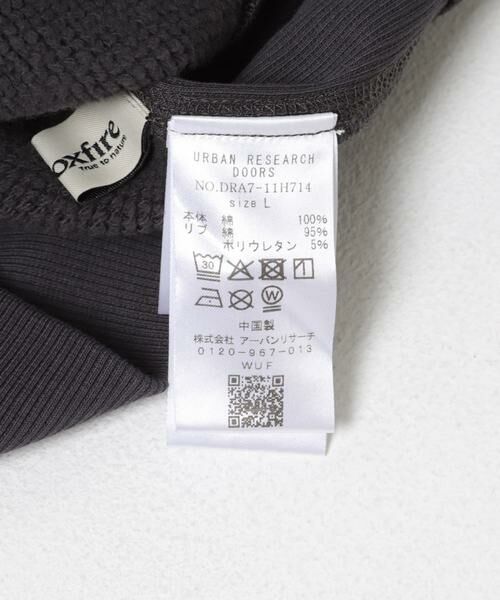 oxfire
True to nature
URBAN RESEARCH
DOORS
NO.DRA7-11H714
size L
本体 綿 100%
リブ 綿 95%
ポリウレタン 5%
30
W
中国製
株式会社 アーバンリサーチ
0120-967-013
WUF